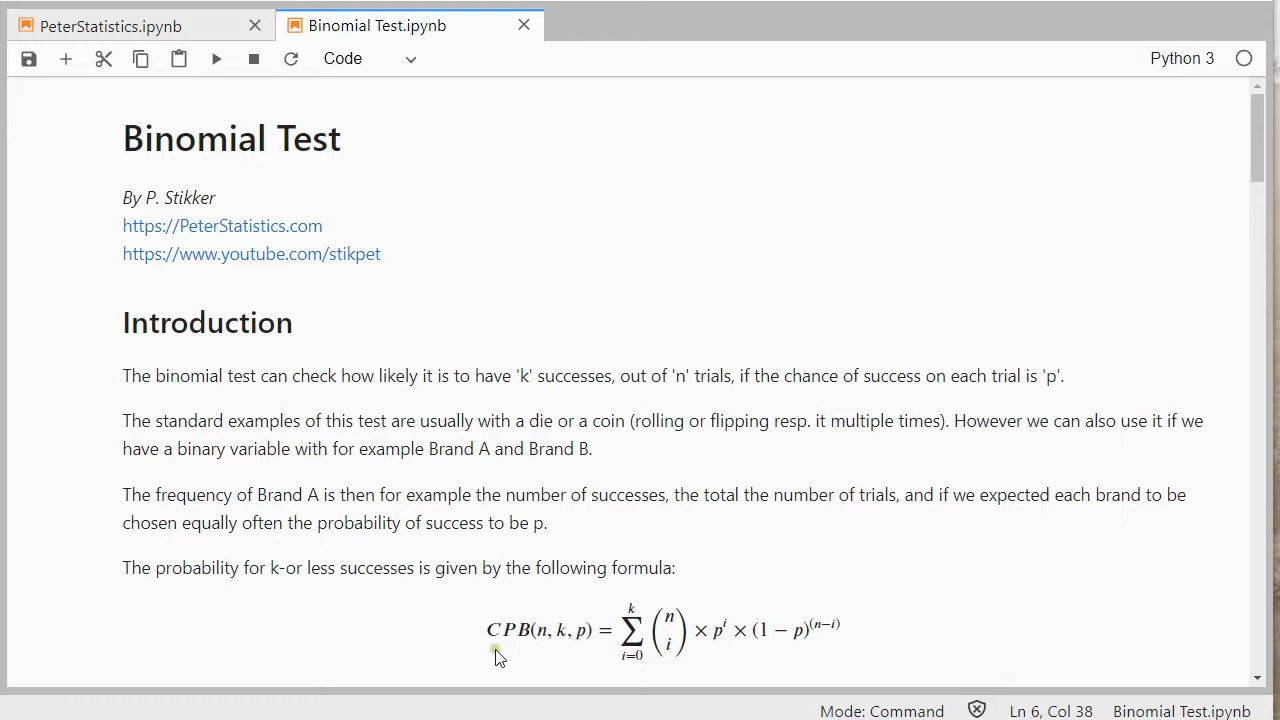 PeterStatistics.ipynb
Binomial Test.ipynb
Code
Python 3
Binomial Test
By P. Stikker
https://PeterStatistics.com
https://www.youtube.com/stikpet
Introduction
The binomial test can check how likely it is to have 'k' successes, out of 'n' trials, if the chance of success on each trial is 'p'.
The standard examples of this test are usually with a die or a coin (rolling or flipping resp. it multiple times). However we can also use it if we
have a binary variable with for example Brand A and Brand B.
The frequency of Brand A is then for example the number of successes, the total the number of trials, and if we expected each brand to be
chosen equally often the probability of success to be p.
The probability for k-or less successes is given by the following formula:
CPB(n, k, p) = \sum_{i=0}^{k} \binom{n}{i} × p^i × (1 − p)^{(n−i)}
Mode: Command
Ln 6, Col 38
Binomial Test.ipynb